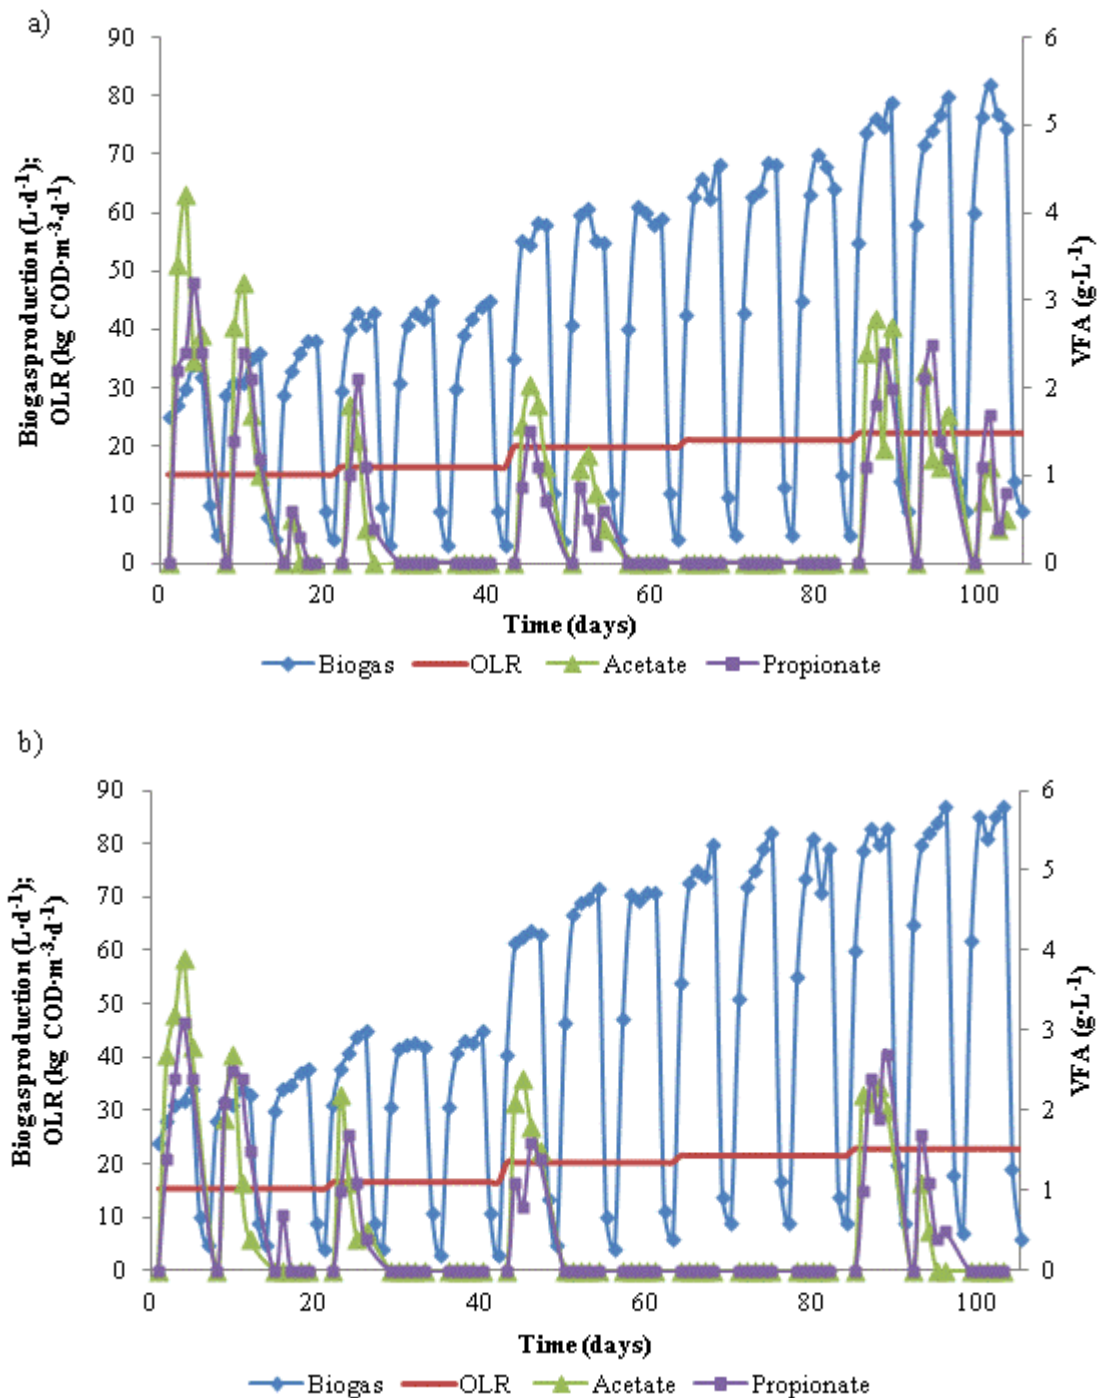 a)
90
80
70
60
50
40
30
20
10
0
Biogasproduction (L·d-1);
OLR (kg COD·m-3·d-1)
6
5
4
3
2
1
0
VFA (g·L-1)
0 20 40 60 80 100
Time (days)
Biogas OLR Acetate Propionate
b)
90
80
70
60
50
40
30
20
10
0
Biogasproduction (L·d-1);
OLR (kg COD·m-3·d-1)
6
5
4
3
2
1
0
VFA (g·L-1)
0 20 40 60 80 100
Time (days)
Biogas OLR Acetate Propionate